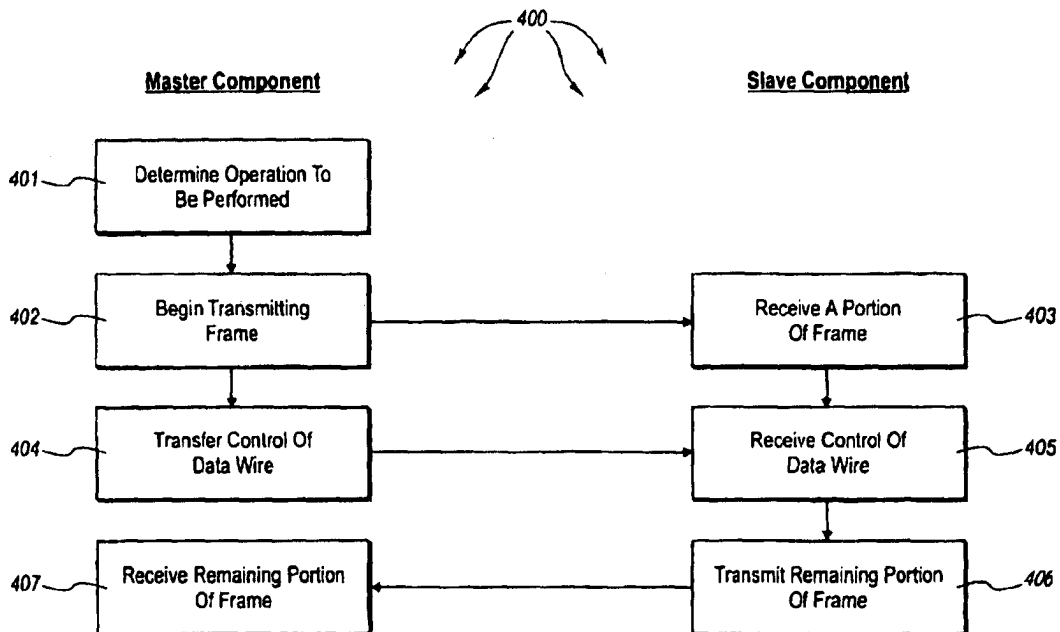 400
Master Component
Slave Component
401
Determine Operation To
Be Performed
402
Begin Transmitting
Frame
Receive A Portion
Of Frame
403
404
Transfer Control Of
Data Wire
Receive Control Of
Data Wire
405
407
Receive Remaining Portion
Of Frame
Transmit Remaining Portion
Of Frame
406